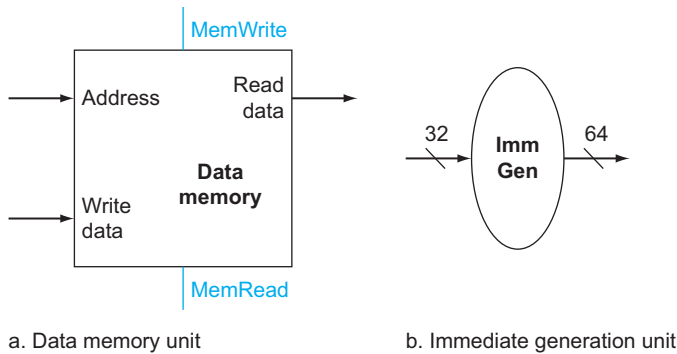 MemWrite
Address
Read
data
Data
memory
Write
data
MemRead
a. Data memory unit
32
Imm
Gen
64
b. Immediate generation unit